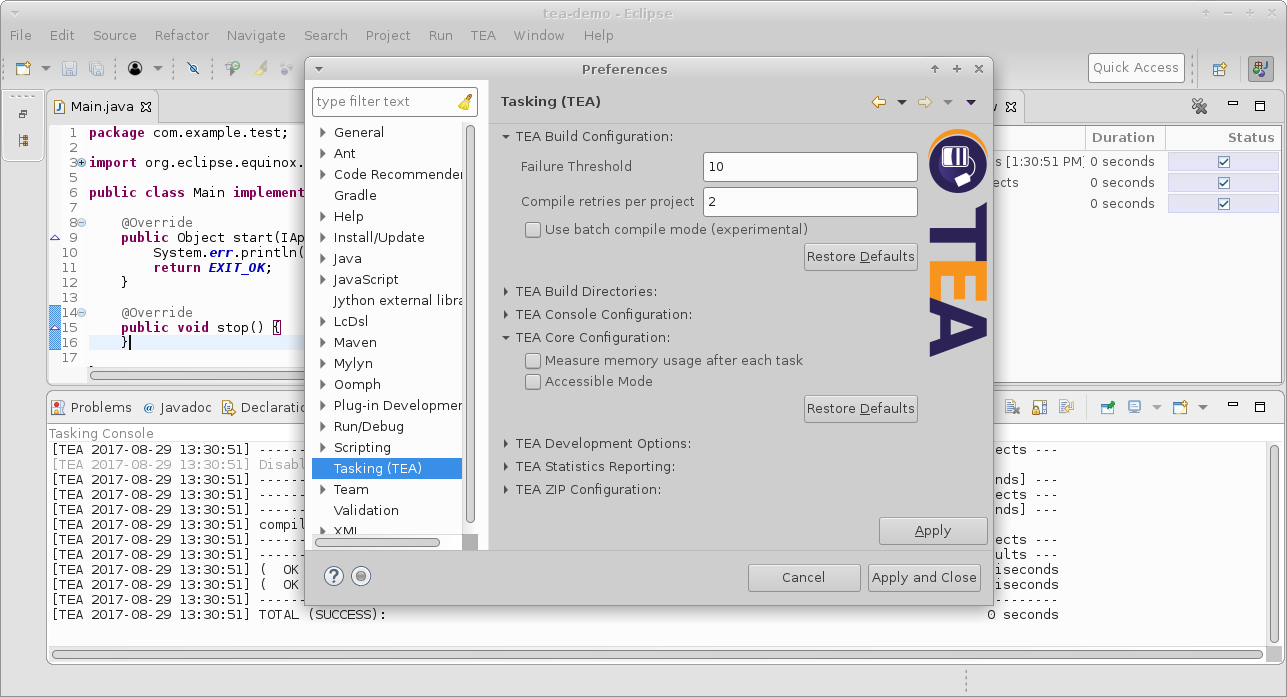 tea-demo - Eclipse
File Edit Source Refactor Navigate Search Project Run TEA Window Help
Quick Access
Main.java
1 package com.example.test;
2
3 import org.eclipse.equinox.
5
6 public class Main implement
7
8 @Override
9 public Object start(IAp
10 System.err.println(
11 return EXIT_OK;
12 }
13
14 @Override
15 public void stop() {
16 }
17
Preferences
type filter text
General
Ant
Code Recommender
Gradle
Help
Install/Update
Java
JavaScript
Jython external libra
LcDsl
Maven
Mylyn
Oomph
Plug-in Developmer
Run/Debug
Scripting
Tasking (TEA)
Team
Validation
XML
Tasking (TEA)
TEA Build Configuration:
Failure Threshold 10
Compile retries per project 2
Use batch compile mode (experimental)
Restore Defaults
TEA Build Directories:
TEA Console Configuration:
TEA Core Configuration:
Measure memory usage after each task
Accessible Mode
Restore Defaults
TEA Development Options:
TEA Statistics Reporting:
TEA ZIP Configuration:
TEA
Apply
Cancel Apply and Close
Duration Status
s [1:30:51 PM] 0 seconds
ects 0 seconds
0 seconds
Problems @ Javadoc Declaratio
Tasking Console
[TEA 2017-08-29 13:30:51] ------ ects ---
[TEA 2017-08-29 13:30:51] Disabl
[TEA 2017-08-29 13:30:51] ------ nds] ---
[TEA 2017-08-29 13:30:51] ------ ects ---
[TEA 2017-08-29 13:30:51] ------ nds] ---
[TEA 2017-08-29 13:30:51] compil
[TEA 2017-08-29 13:30:51] ------ ects ---
[TEA 2017-08-29 13:30:51] ------ ults ---
[TEA 2017-08-29 13:30:51] ( OK iseconds
[TEA 2017-08-29 13:30:51] ( OK iseconds
[TEA 2017-08-29 13:30:51] ------ ---------
[TEA 2017-08-29 13:30:51] TOTAL (SUCCESS): 0 seconds